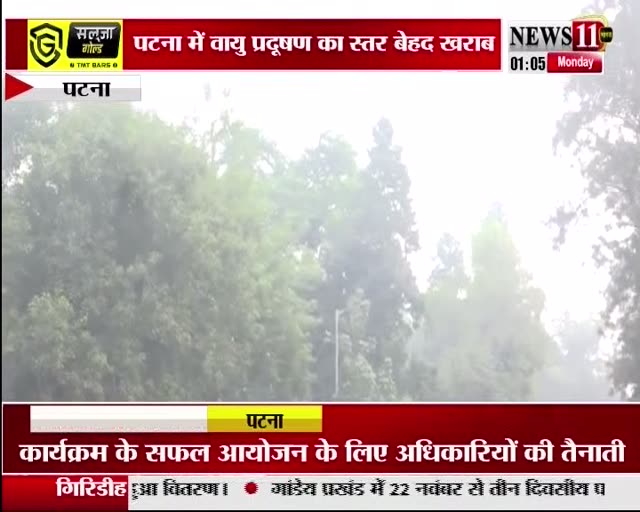 सलूजा
गोल्ड
TMT BARS
पटना में वायु प्रदूषण का स्तर बेहद खराब
NEWS 11 भारत
01:05 Monday
पटना
पटना
कार्यक्रम के सफल आयोजन के लिए अधिकारियों की तैनाती
गिरिडीह हुआ वितरण। गांडेय प्रखंड में 22 नवंबर से तीन दिवसीय प